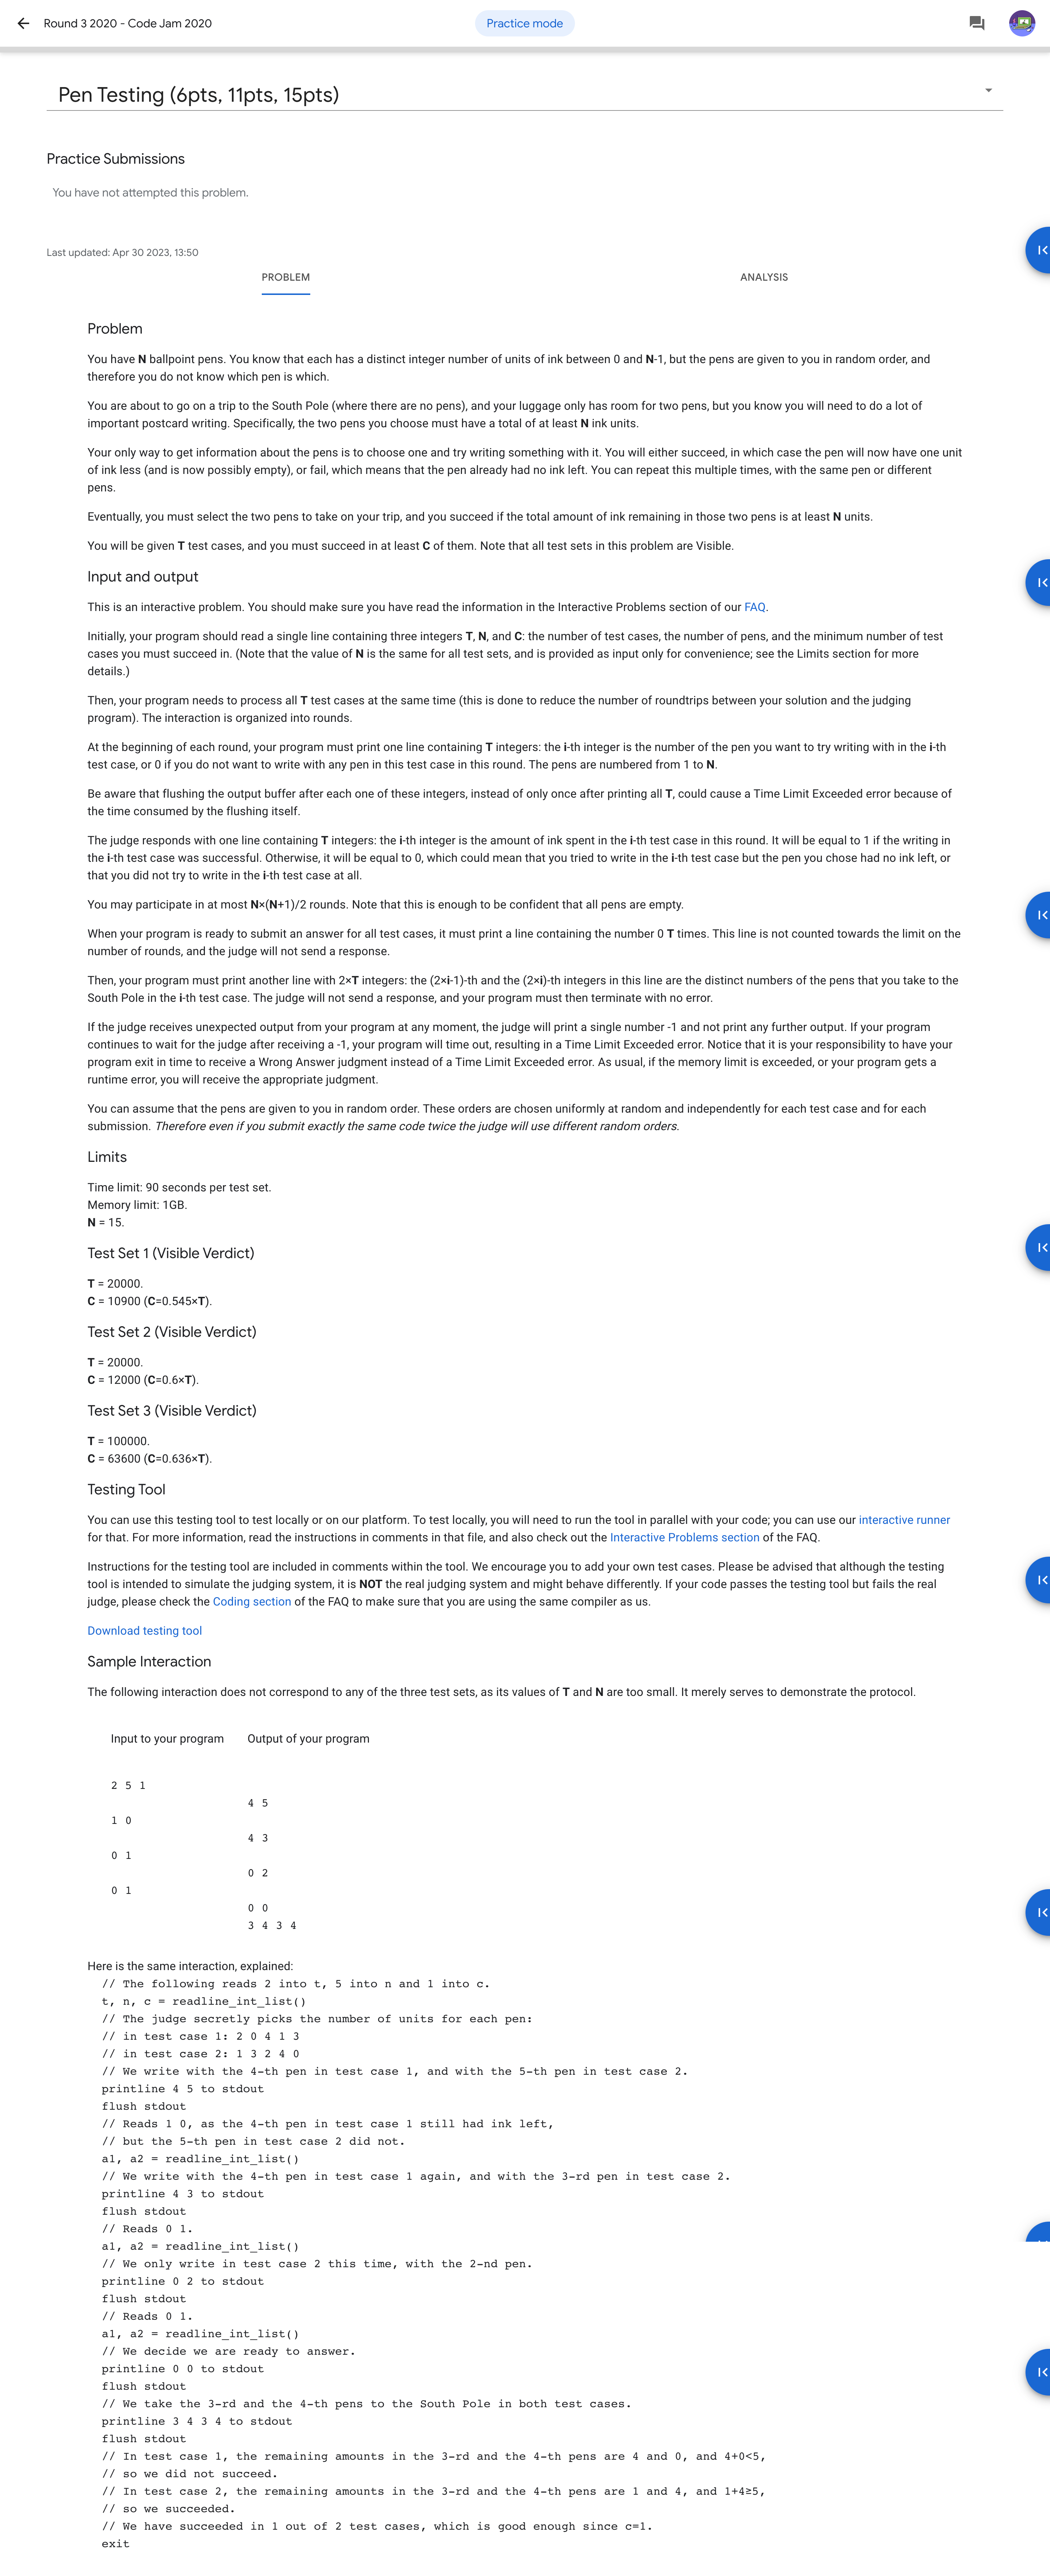 Round 3 2020 - Code Jam 2020
Practice mode
Pen Testing (6pts, 11pts, 15pts)
Practice Submissions
You have not attempted this problem.
Last updated: Apr 30 2023, 13:50
PROBLEM
ANALYSIS
Problem
You have N ballpoint pens. You know that each has a distinct integer number of units of ink between 0 and N-1, but the pens are given to you in random order, and
therefore you do not know which pen is which.
You are about to go on a trip to the South Pole (where there are no pens), and your luggage only has room for two pens, but you know you will need to do a lot of
important postcard writing. Specifically, the two pens you choose must have a total of at least N ink units.
Your only way to get information about the pens is to choose one and try writing something with it. You will either succeed, in which case the pen will now have one unit
of ink less (and is now possibly empty), or fail, which means that the pen already had no ink left. You can repeat this multiple times, with the same pen or different
pens.
Eventually, you must select the two pens to take on your trip, and you succeed if the total amount of ink remaining in those two pens is at least N units.
You will be given T test cases, and you must succeed in at least C of them. Note that all test sets in this problem are Visible.
Input and output
This is an interactive problem. You should make sure you have read the information in the Interactive Problems section of our FAQ.
Initially, your program should read a single line containing three integers T, N, and C: the number of test cases, the number of pens, and the minimum number of test
cases you must succeed in. (Note that the value of N is the same for all test sets, and is provided as input only for convenience; see the Limits section for more
details.)
Then, your program needs to process all T test cases at the same time (this is done to reduce the number of roundtrips between your solution and the judging
program). The interaction is organized into rounds.
At the beginning of each round, your program must print one line containing T integers: the i-th integer is the number of the pen you want to try writing with in the i-th
test case, or 0 if you do not want to write with any pen in this test case in this round. The pens are numbered from 1 to N.
Be aware that flushing the output buffer after each one of these integers, instead of only once after printing all T, could cause a Time Limit Exceeded error because of
the time consumed by the flushing itself.
The judge responds with one line containing T integers: the i-th integer is the amount of ink spent in the i-th test case in this round. It will be equal to 1 if the writing in
the i-th test case was successful. Otherwise, it will be equal to 0, which could mean that you tried to write in the i-th test case but the pen you chose had no ink left, or
that you did not try to write in the i-th test case at all.
You may participate in at most N×(N+1)/2 rounds. Note that this is enough to be confident that all pens are empty.
When your program is ready to submit an answer for all test cases, it must print a line containing the number 0 T times. This line is not counted towards the limit on the
number of rounds, and the judge will not send a response.
Then, your program must print another line with 2×T integers: the (2×i-1)-th and the (2×i)-th integers in this line are the distinct numbers of the pens that you take to the
South Pole in the i-th test case. The judge will not send a response, and your program must then terminate with no error.
If the judge receives unexpected output from your program at any moment, the judge will print a single number -1 and not print any further output. If your program
continues to wait for the judge after receiving a -1, your program will time out, resulting in a Time Limit Exceeded error. Notice that it is your responsibility to have your
program exit in time to receive a Wrong Answer judgment instead of a Time Limit Exceeded error. As usual, if the memory limit is exceeded, or your program gets a
runtime error, you will receive the appropriate judgment.
You can assume that the pens are given to you in random order. These orders are chosen uniformly at random and independently for each test case and for each
submission. Therefore even if you submit exactly the same code twice the judge will use different random orders.
Limits
Time limit: 90 seconds per test set.
Memory limit: 1GB.
N = 15.
Test Set 1 (Visible Verdict)
T = 20000.
C = 10900 (C=0.545×T).
Test Set 2 (Visible Verdict)
T = 20000.
C = 12000 (C=0.6×T).
Test Set 3 (Visible Verdict)
T = 100000.
C = 63600 (C=0.636×T).
Testing Tool
You can use this testing tool to test locally or on our platform. To test locally, you will need to run the tool in parallel with your code; you can use our interactive runner
for that. For more information, read the instructions in comments in that file, and also check out the Interactive Problems section of the FAQ.
Instructions for the testing tool are included in comments within the tool. We encourage you to add your own test cases. Please be advised that although the testing
tool is intended to simulate the judging system, it is NOT the real judging system and might behave differently. If your code passes the testing tool but fails the real
judge, please check the Coding section of the FAQ to make sure that you are using the same compiler as us.
Download testing tool
Sample Interaction
The following interaction does not correspond to any of the three test sets, as its values of T and N are too small. It merely serves to demonstrate the protocol.
Input to your program Output of your program
2 5 1
4 5
1 0
4 3
0 1
0 2
0 1
0 0
3 4 3 4
Here is the same interaction, explained:
// The following reads 2 into t, 5 into n and 1 into c.
t, n, c = readline_int_list()
// The judge secretly picks the number of units for each pen:
// in test case 1: 2 0 4 1 3
// in test case 2: 1 3 2 4 0
// We write with the 4-th pen in test case 1, and with the 5-th pen in test case 2.
printline 4 5 to stdout
flush stdout
// Reads 1 0, as the 4-th pen in test case 1 still had ink left,
// but the 5-th pen in test case 2 did not.
a1, a2 = readline_int_list()
// We write with the 4-th pen in test case 1 again, and with the 3-rd pen in test case 2.
printline 4 3 to stdout
flush stdout
// Reads 0 1.
a1, a2 = readline_int_list()
// We only write in test case 2 this time, with the 2-nd pen.
printline 0 2 to stdout
flush stdout
// Reads 0 1.
a1, a2 = readline_int_list()
// We decide we are ready to answer.
printline 0 0 to stdout
flush stdout
// We take the 3-rd and the 4-th pens to the South Pole in both test cases.
printline 3 4 3 4 to stdout
flush stdout
// In test case 1, the remaining amounts in the 3-rd and the 4-th pens are 4 and 0, and 4+0<5,
// so we did not succeed.
// In test case 2, the remaining amounts in the 3-rd and the 4-th pens are 1 and 4, and 1+4≥5,
// so we succeeded.
// We have succeeded in 1 out of 2 test cases, which is good enough since c=1.
exit